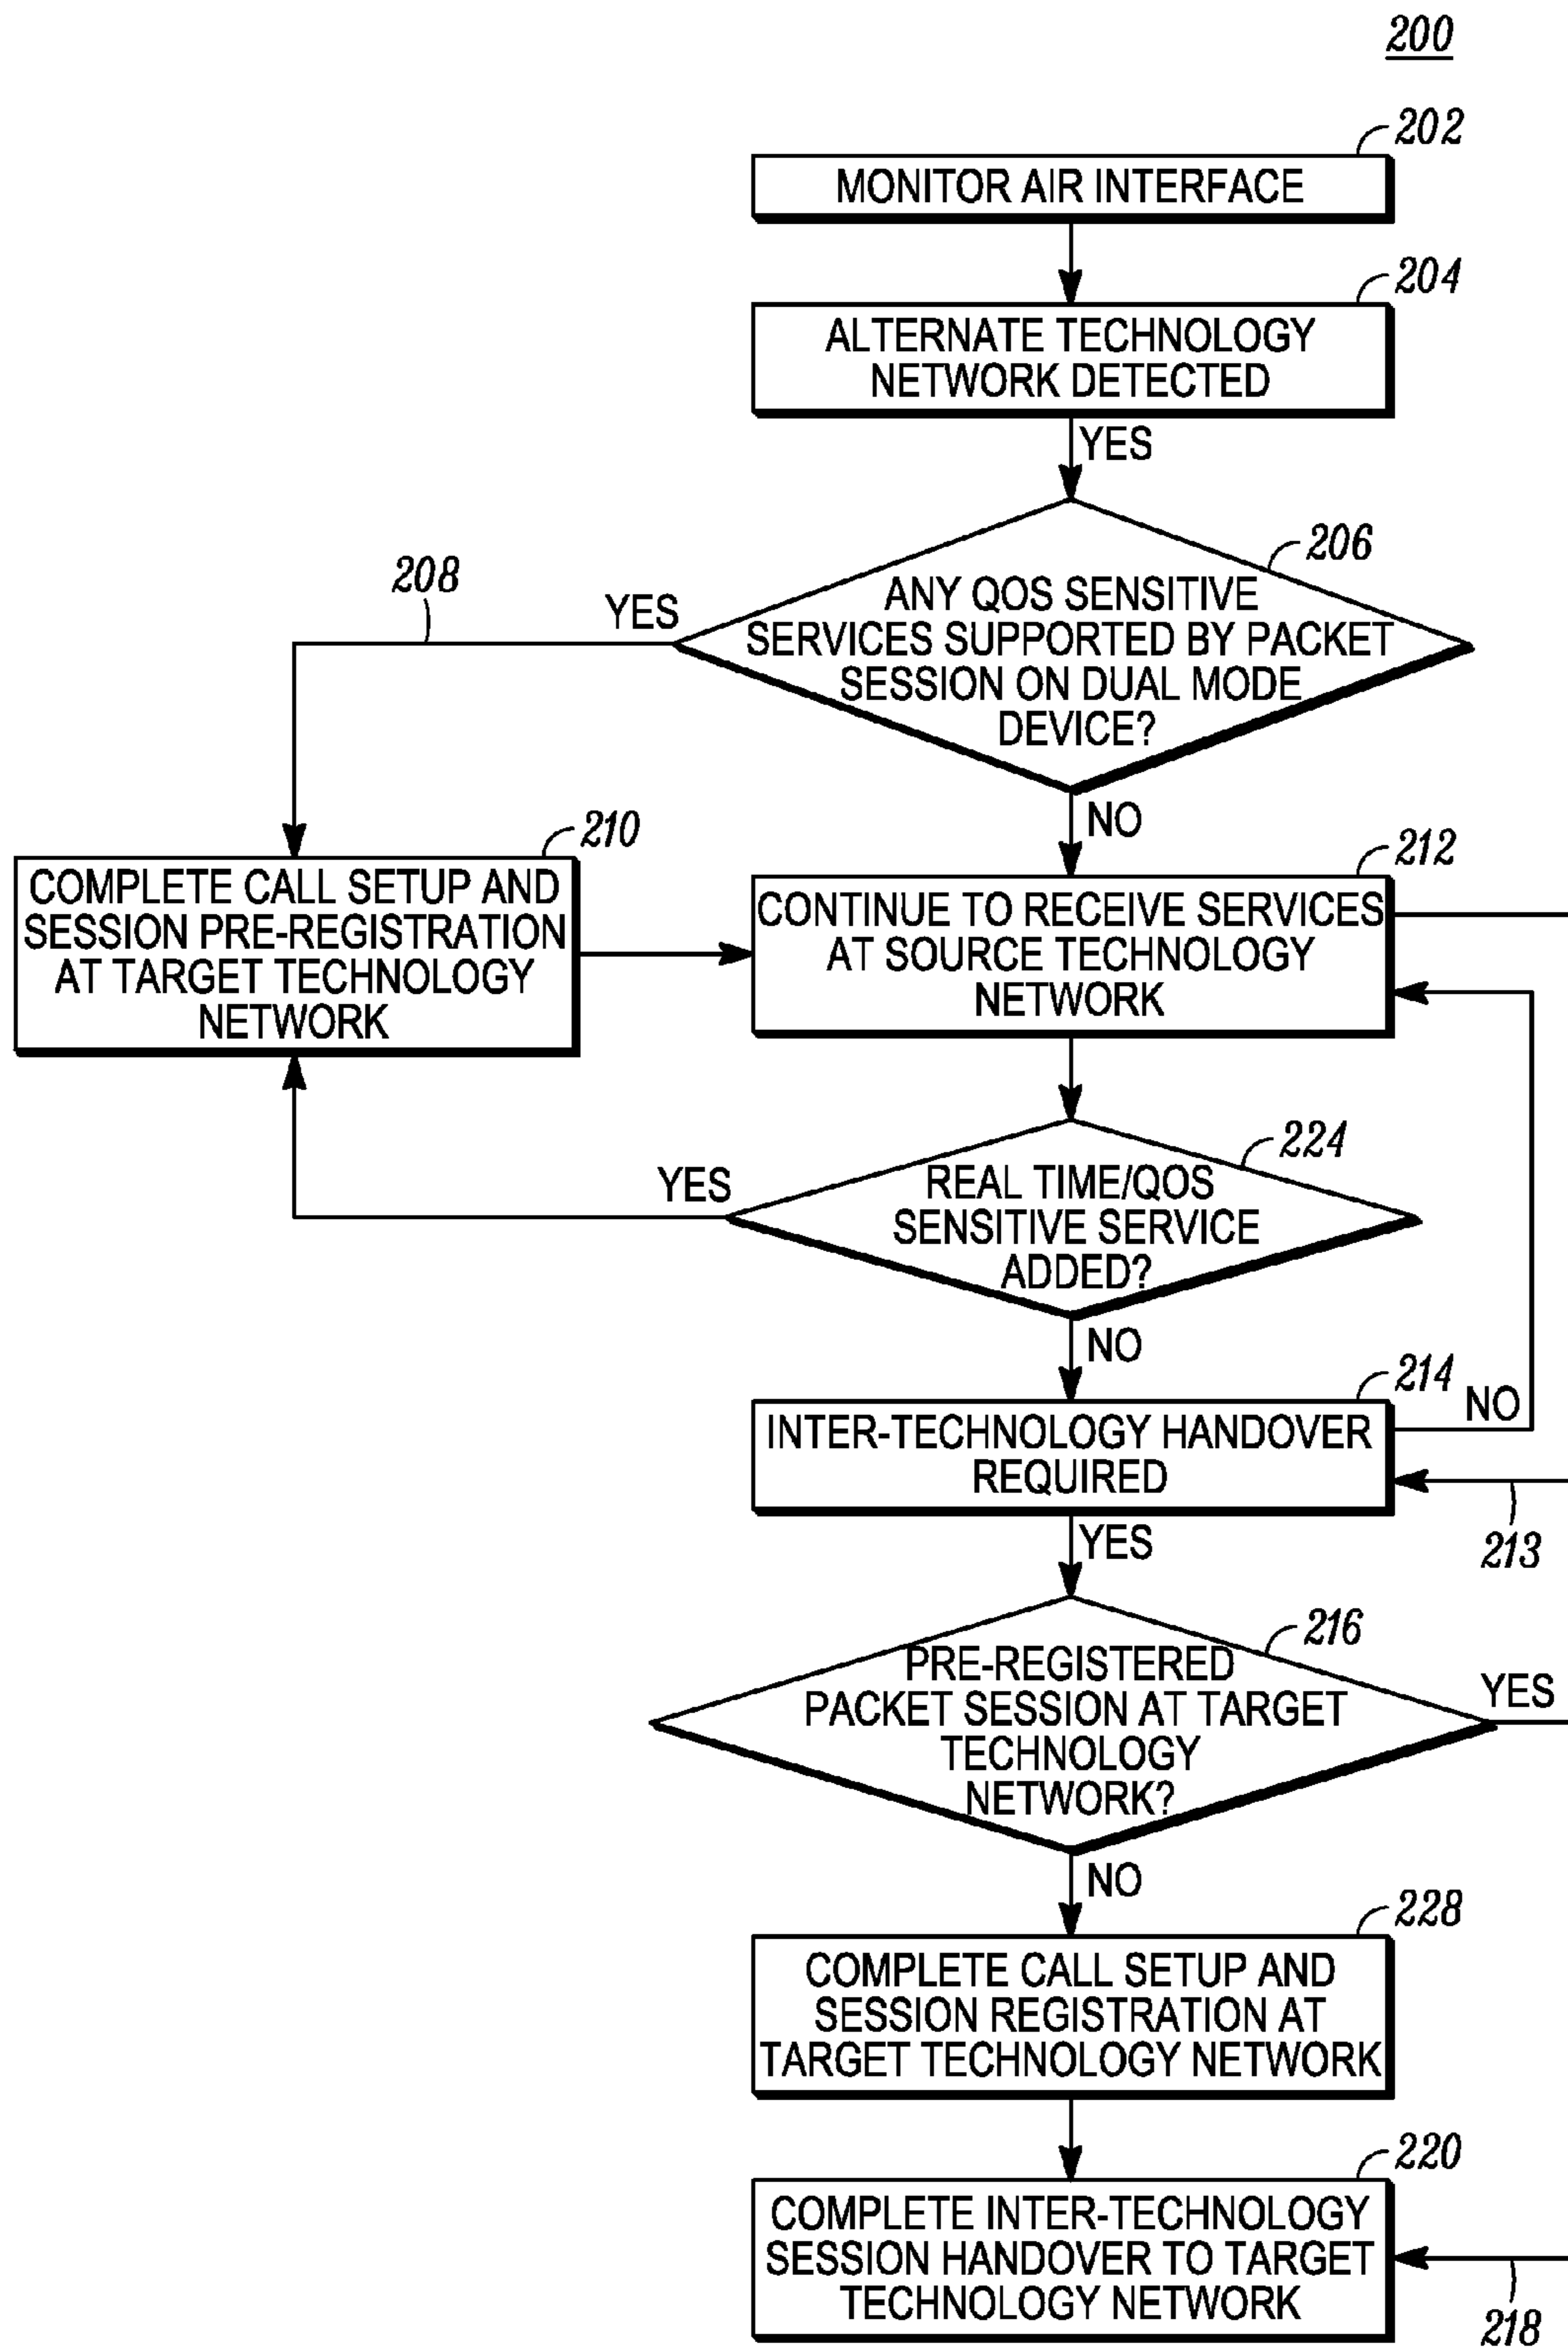 200
202
MONITOR AIR INTERFACE
204
ALTERNATE TECHNOLOGY
NETWORK DETECTED
YES
206
ANY QOS SENSITIVE
SERVICES SUPPORTED BY PACKET
SESSION ON DUAL MODE
DEVICE?
YES
208
NO
210
COMPLETE CALL SETUP AND
SESSION PRE-REGISTRATION
AT TARGET TECHNOLOGY
NETWORK
212
CONTINUE TO RECEIVE SERVICES
AT SOURCE TECHNOLOGY
NETWORK
224
REAL TIME/QOS
SENSITIVE SERVICE
ADDED?
YES
NO
214
INTER-TECHNOLOGY HANDOVER
REQUIRED
NO
213
YES
216
PRE-REGISTERED
PACKET SESSION AT TARGET
TECHNOLOGY
NETWORK?
YES
NO
228
COMPLETE CALL SETUP AND
SESSION REGISTRATION AT
TARGET TECHNOLOGY NETWORK
220
COMPLETE INTER-TECHNOLOGY
SESSION HANDOVER TO TARGET
TECHNOLOGY NETWORK
218